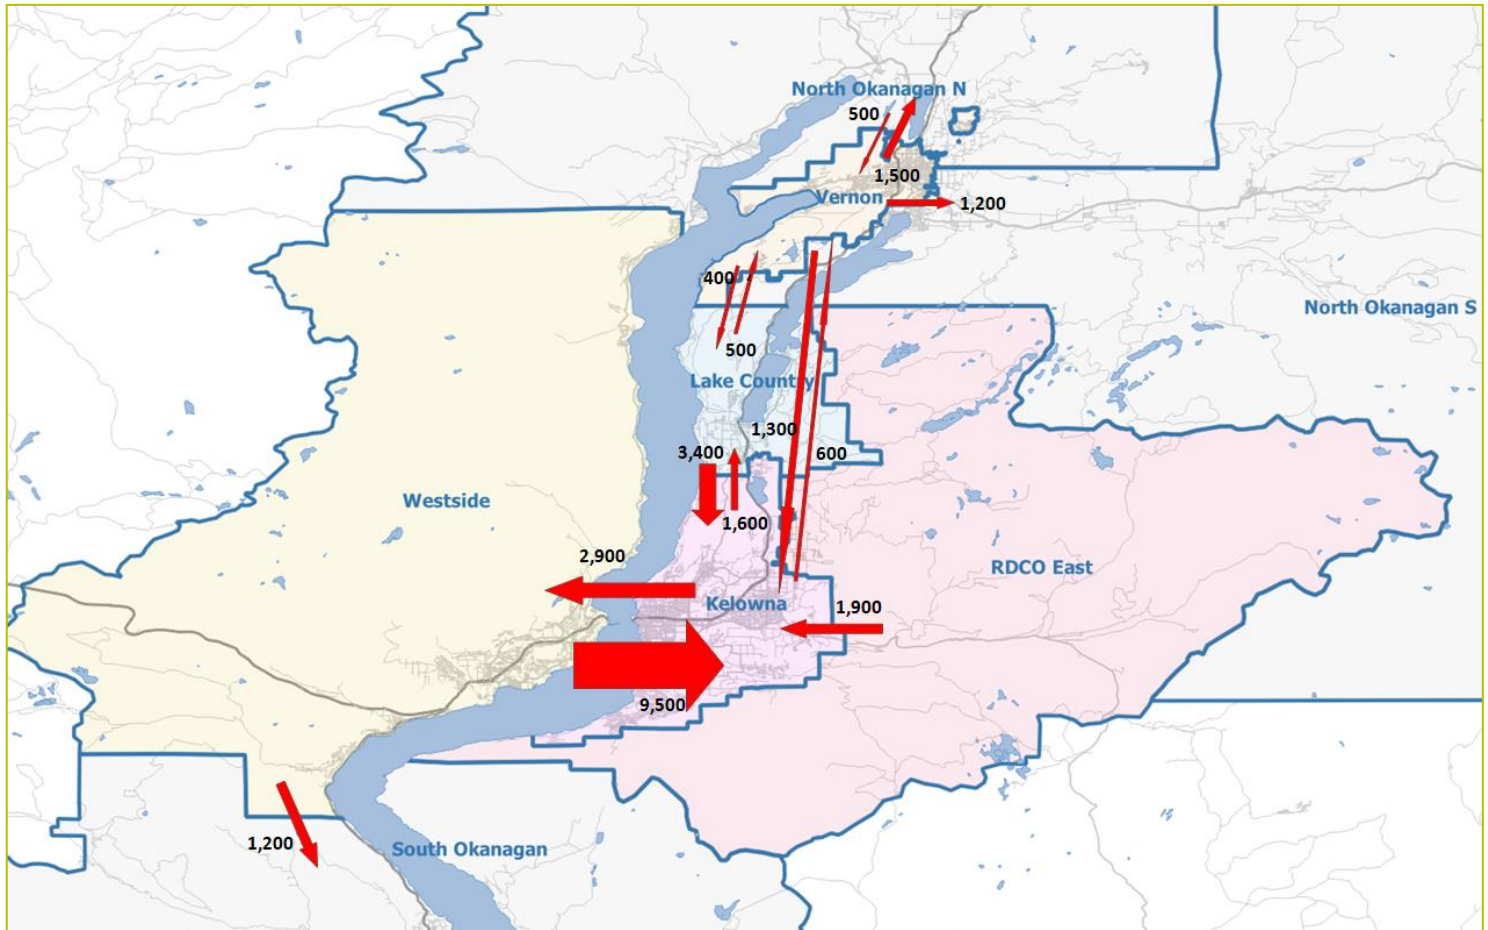 North Okanagan N
500
1,500
Vernon
1,200
400
North Okanagan S
500
Lake Country
1,300
3,400
600
Westside
1,600
2,900
RDCO East
Kelowna
1,900
9,500
1,200
South Okanagan